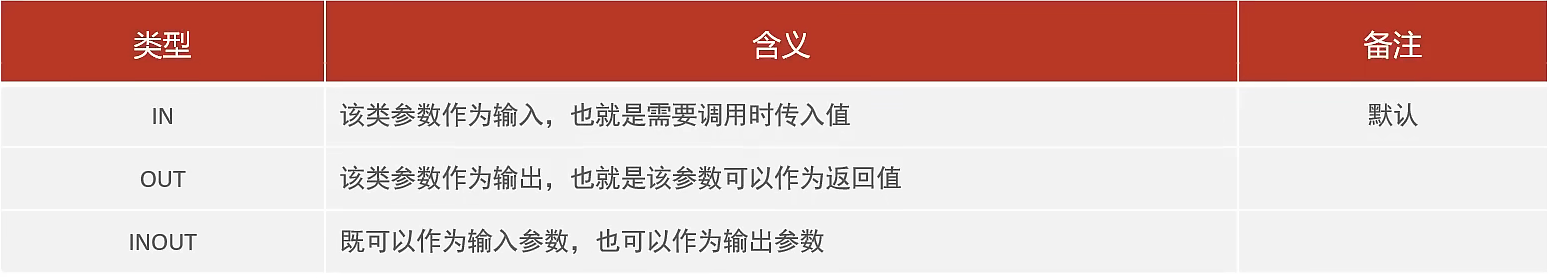 类型 含义 备注
IN 该类参数作为输入，也就是需要调用时传入值 默认
OUT 该类参数作为输出，也就是该参数可以作为返回值
INOUT 既可以作为输入参数，也可以作为输出参数